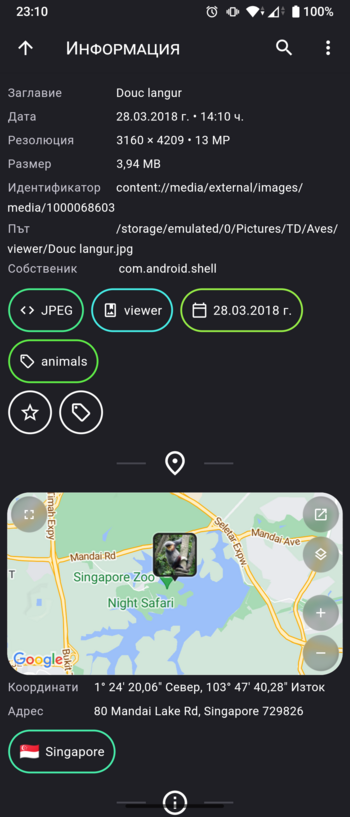 23:10
100%
Информация
Заглавие Douc langur
Дата 28.03.2018 г. • 14:10 ч.
Резолюция 3160 × 4209 • 13 MP
Размер 3,94 MB
Идентификатор content://media/external/images/
media/1000068603
Път /storage/emulated/0/Pictures/TD/Aves/
viewer/Douc langur.jpg
Собственик com.android.shell
JPEG viewer 28.03.2018 г.
animals
Seletar Expy
Mandai Rd
Mandai Ave
T
Singapore Zoo
Night Safari
Google
Bukit
Координати 1° 24′ 20,06″ Север, 103° 47′ 40,28″ Изток
Адрес 80 Mandai Lake Rd, Singapore 729826
Singapore